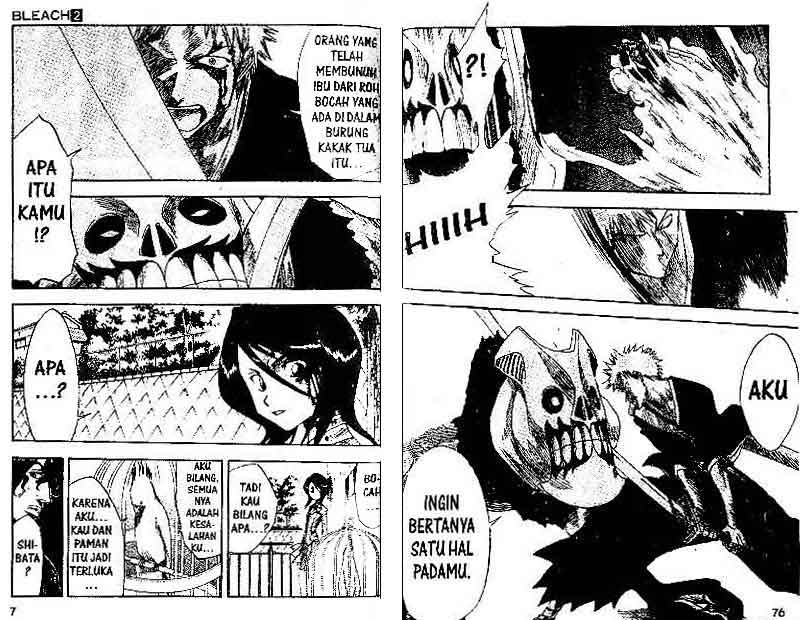 ?!
HIIIH
AKU
INGIN
BERTANYA
SATU HAL
PADAMU.
76
BLEACH 2
ORANG YANG
TELAH
MEMBUNUH
IBU DARI ROH
BOCAH YANG
ADA DI DALAM
BURUNG
KAKAK TUA
ITU...
APA
ITU
KAMU
!?
APA
...?
BO-
CAH...
TADI
KAU
BILANG
APA...?
AKU
BILANG,
SEMUA
NYA
ADALAH
KESA-
LAHAN
KU...
KARENA
AKU...
KAU DAN
PAMAN
ITU JADI
TERLUKA
...
SHI-
BATA
?
7